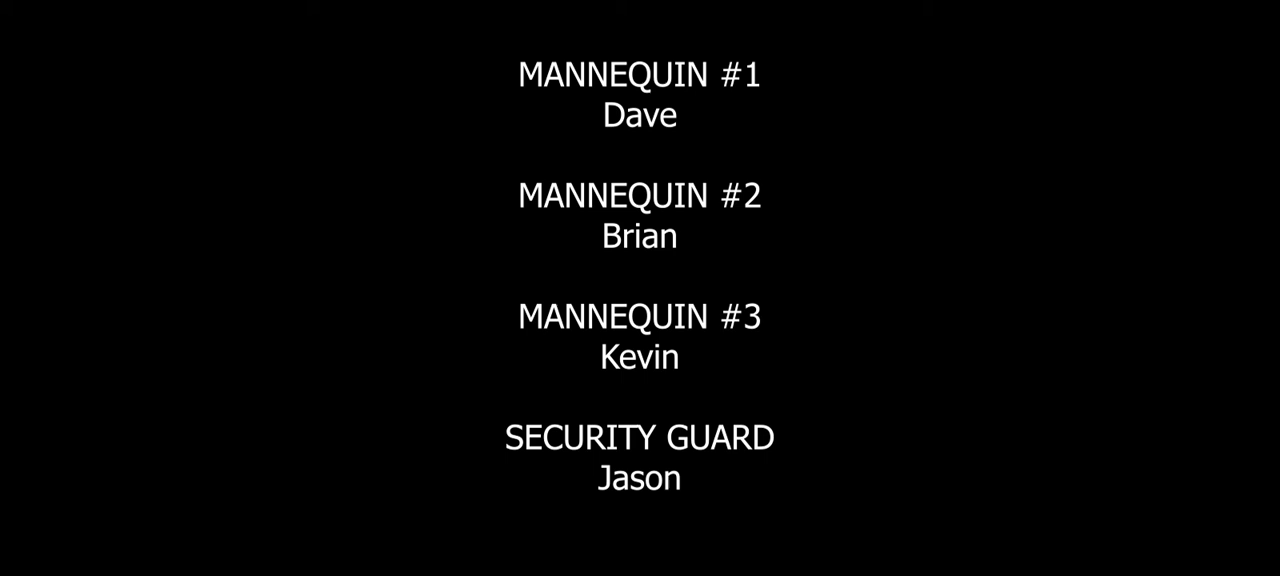 MANNEQUIN #1
Dave
MANNEQUIN #2
Brian
MANNEQUIN #3
Kevin
SECURITY GUARD
Jason